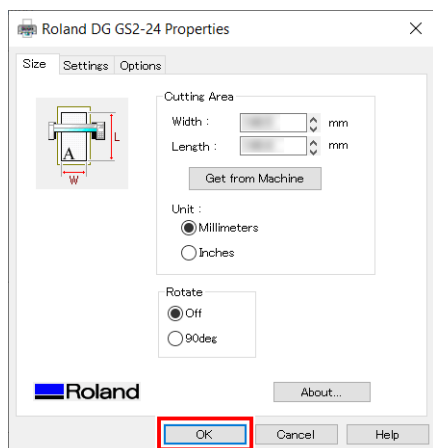 Roland DG GS2-24 Properties
Size Settings Options
Cutting Area
Width : mm
Length : mm
L
A
W
Get from Machine
Unit :
Millimeters
Inches
Rotate
Off
90deg
Roland
About...
OK Cancel Help